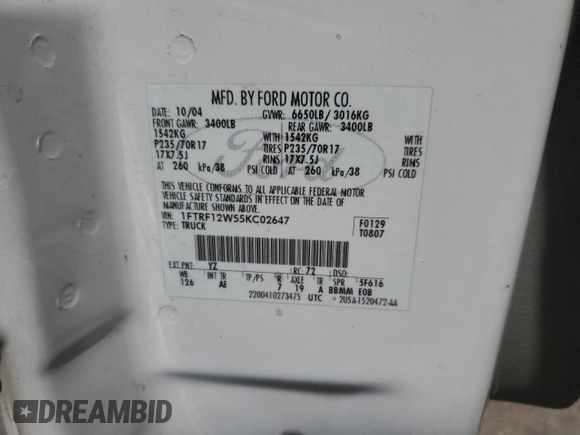 MFD. BY FORD MOTOR CO.
DATE: 10/04 GVWR: 6650LB/ 3016KG
FRONT GAWR: 3400LB REAR GAWR: 3400LB
1542KG WITH 1542KG WITH
P235/70R17 TIRES P235/70R17 TIRES
17X7.5J RIMS 17X7.5J RIMS
AT 260 kPa/38 PSI COLD AT 260 kPa/38 PSI COLD
Ford
THIS VEHICLE CONFORMS TO ALL APPLICABLE FEDERAL MOTOR
VEHICLE SAFETY STANDARDS IN EFFECT ON THE DATE OF
MANUFACTURE SHOWN ABOVE.
VIN: 1FTRF12W55KC02647 F0129
TYPE: TRUCK T0807
EXT PNT: YZ RC: 72 DSO:
WB INT TR TP/PS R AXLE TR SPR 5F616
126 AE 7 19 A BBMM EOB
2200410273475 UTC 2U5A-1520472-AA
DREAMBID